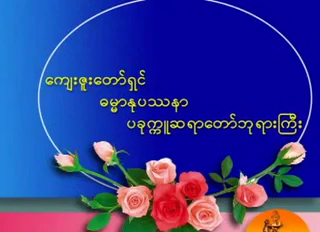 ကျေးဇူးတော်ရှင်
ဓမ္မာနုပဿနာ
ပခုက္ကူဆရာတော်ဘုရားကြီး